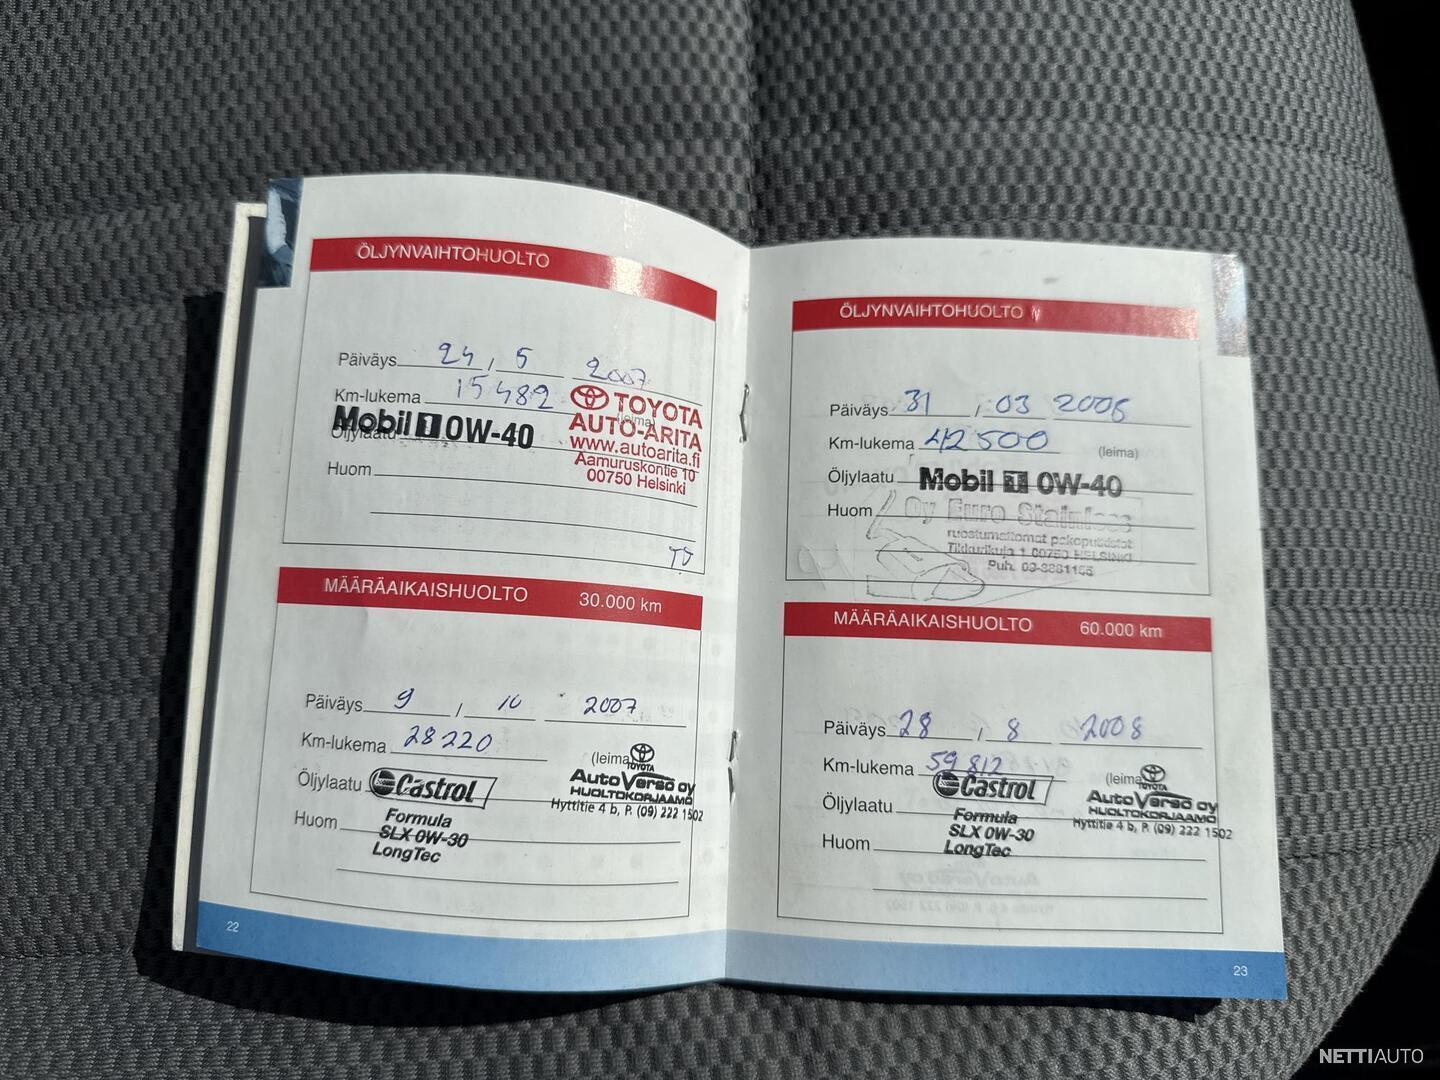 ÖLJYNVAIHTOHUOLTO
Päiväys 24 / 5 2007
Km-lukema 15482
(leima)
Öljylaatu Mobil 1 0W-40
Huom
TOYOTA
AUTO-ARITA
www.autoarita.fi
Aamuruskontie 10
00750 Helsinki
MÄÄRÄAIKAISHUOLTO 30.000 km
Päiväys 9 / 10 2007
Km-lukema 28220
(leima)
Öljylaatu Castrol
Huom Formula
SLX 0W-30
LongTec
TOYOTA
AutoVerso oy
HUOLTOKORJAAMO
Hyttitie 4 b, P. (09) 222 1502
22
ÖLJYNVAIHTOHUOLTO
Päiväys 31 / 03
Km-lukema 42500
(leima)
Öljylaatu Mobil 1 0W-40
Huom
Oy Euro Stainless
ruostumattomat pakoputkistot
Tikkurikuja 1 00750 HELSINKI
MÄÄRÄAIKAISHUOLTO 60.000 km
Päiväys 28 / 8 2008
Km-lukema 59812
(leima)
Öljylaatu Castrol
Huom Formula
SLX 0W-30
LongTec
TOYOTA
AutoVerso oy
HUOLTOKORJAAMO
Hyttitie 4 b, P. (09) 222 1502
23
NETTIAUTO